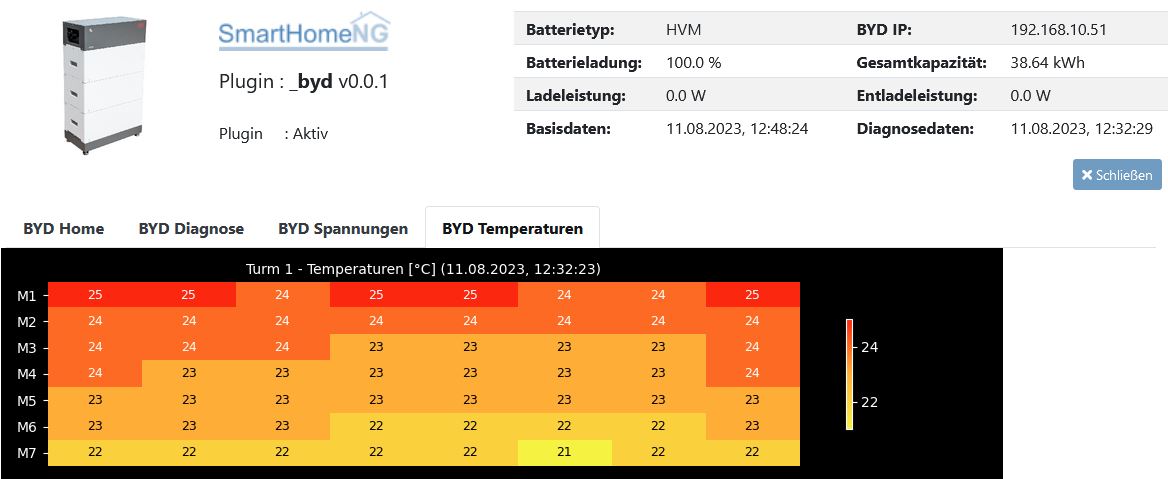 SmartHomeNG
Plugin : _byd v0.0.1
Plugin : Aktiv
Batterietyp: HVM BYD IP: 192.168.10.51
Batterieladung: 100.0 % Gesamtkapazität: 38.64 kWh
Ladeleistung: 0.0 W Entladeleistung: 0.0 W
Basisdaten: 11.08.2023, 12:48:24 Diagnosedaten: 11.08.2023, 12:32:29
✖ Schließen
BYD Home BYD Diagnose BYD Spannungen BYD Temperaturen
Turm 1 - Temperaturen [°C] (11.08.2023, 12:32:23)
M1 25 25 24 25 25 24 24 25
M2 24 24 24 24 24 24 24 24
M3 24 24 24 23 23 23 23 24
M4 24 23 23 23 23 23 23 24
M5 23 23 23 23 23 23 23 23
M6 23 23 23 22 22 22 22 23
M7 22 22 22 22 22 21 22 22
24
22